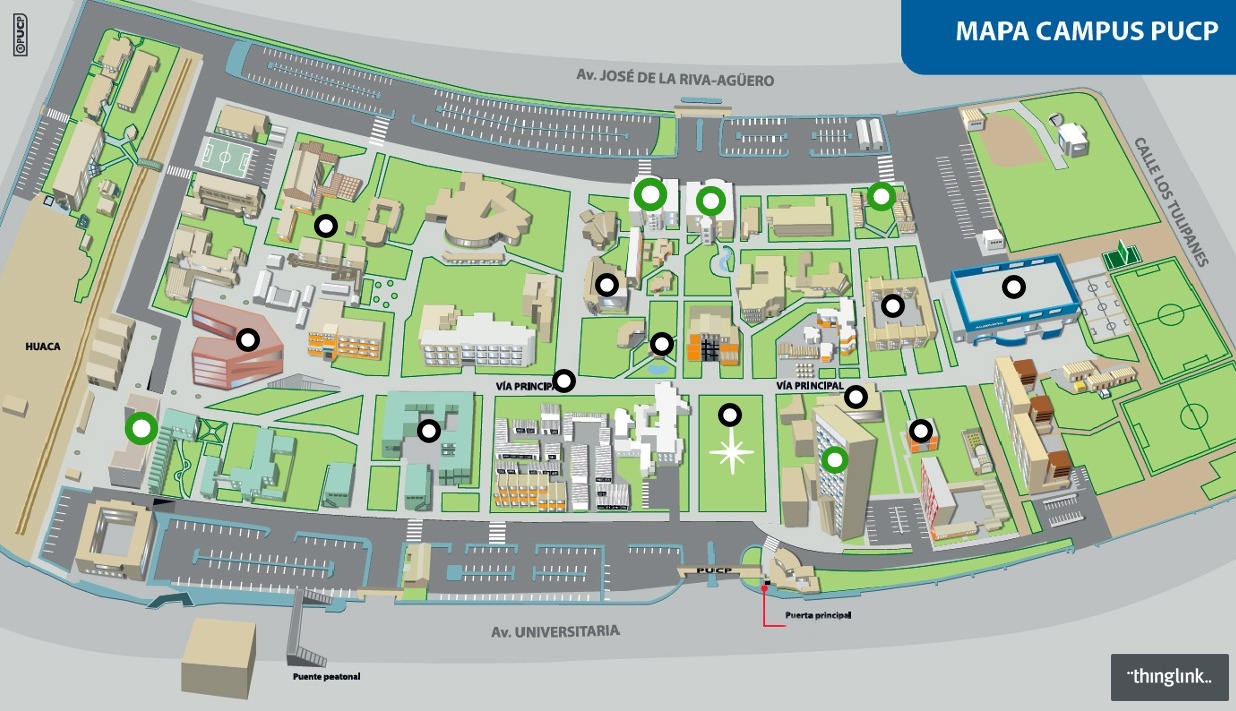 ©PUCP
MAPA CAMPUS PUCP
Av. JOSÉ DE LA RIVA-AGÜERO
CALLE LOS TULIPANES
HUACA
VÍA PRINCIPA
VÍA PRINCIPAL
PUCP
Puerta principal
Av. UNIVERSITARIA
Puente peatonal
¨thinglink..